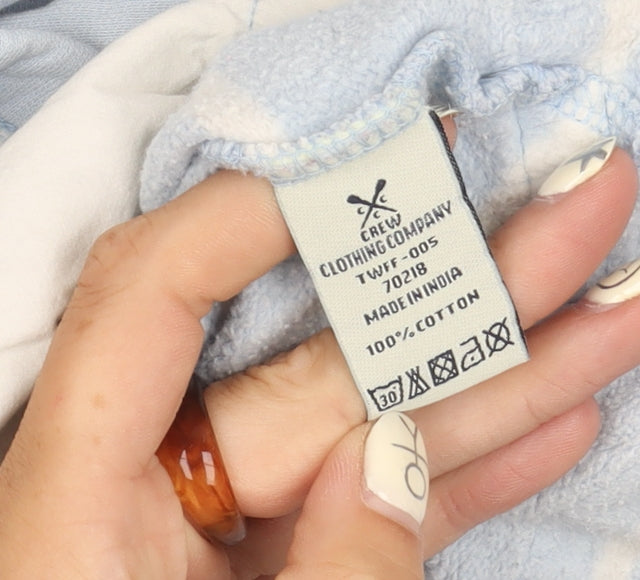 C C
C
CREW
CLOTHING COMPANY
TWFF-005
70218
MADE IN INDIA
100% COTTON
30